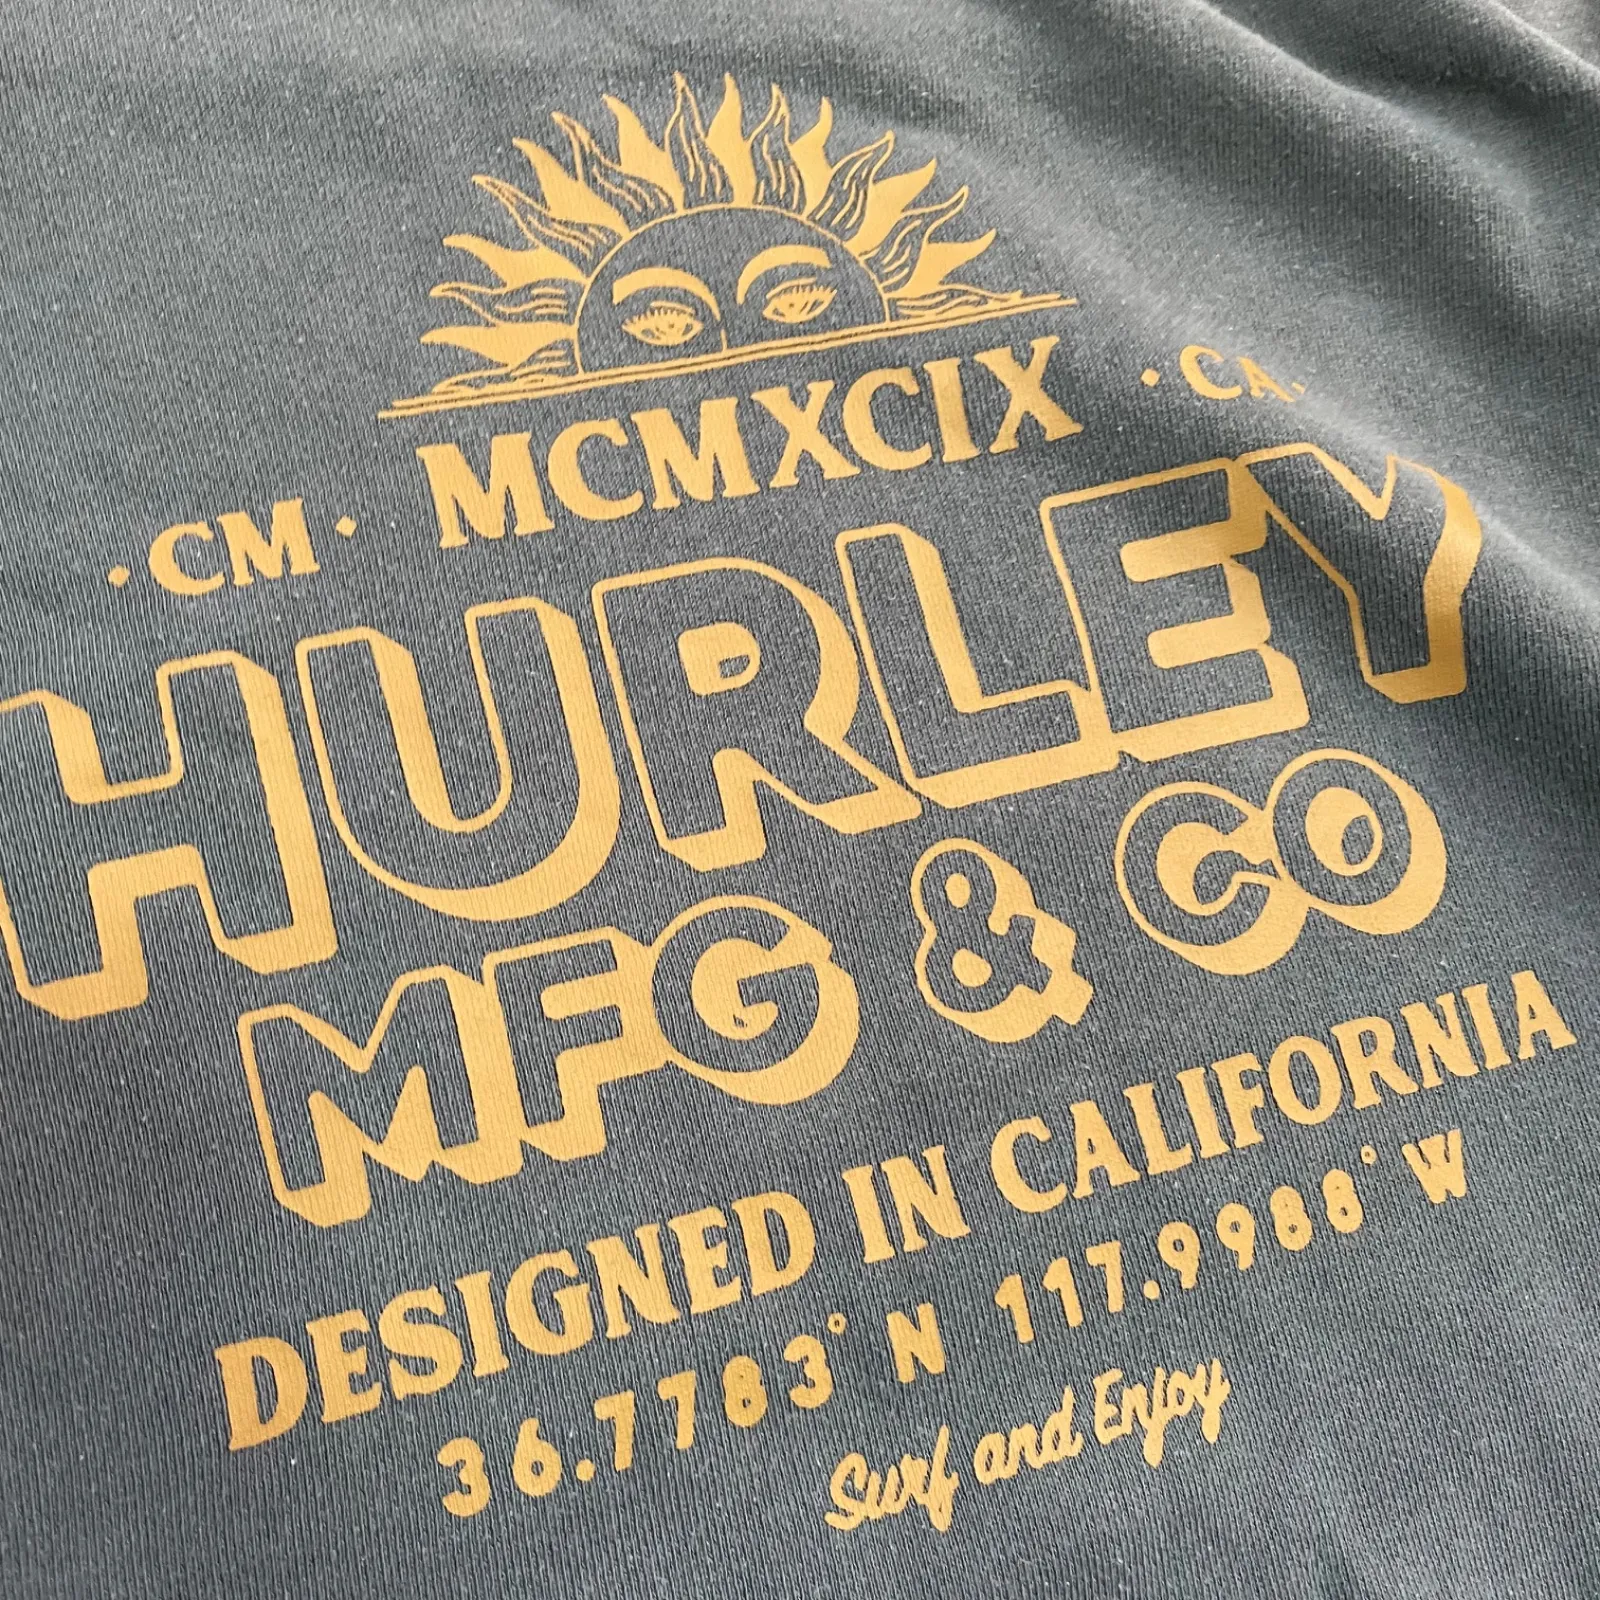 ·CM· MCMXCIX ·CA.
HURLEY
MFG & CO
DESIGNED IN CALIFORNIA
36.7783° N 117.9988° W
Surf and Enjoy